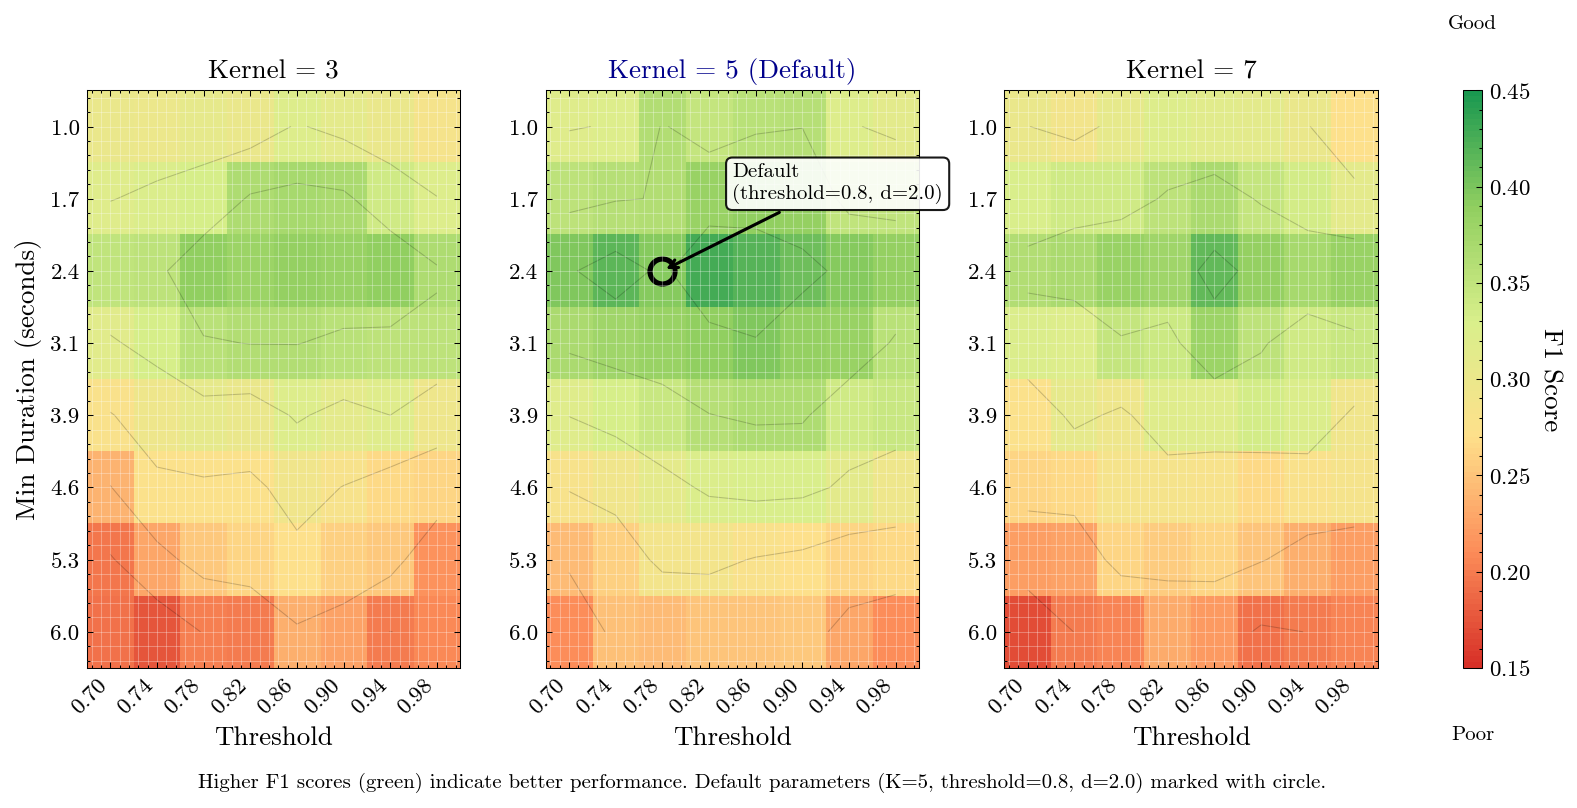 Good
Kernel = 3
Kernel = 5 (Default)
Kernel = 7
Min Duration (seconds)
1.0
1.7
2.4
3.1
3.9
4.6
5.3
6.0
0.70 0.74 0.78 0.82 0.86 0.90 0.94 0.98
Threshold
1.0
1.7
2.4
3.1
3.9
4.6
5.3
6.0
Default
(threshold=0.8, d=2.0)
0.70 0.74 0.78 0.82 0.86 0.90 0.94 0.98
Threshold
1.0
1.7
2.4
3.1
3.9
4.6
5.3
6.0
0.70 0.74 0.78 0.82 0.86 0.90 0.94 0.98
Threshold
0.45
0.40
0.35
0.30
0.25
0.20
0.15
F1 Score
Poor
Higher F1 scores (green) indicate better performance. Default parameters (K=5, threshold=0.8, d=2.0) marked with circle.